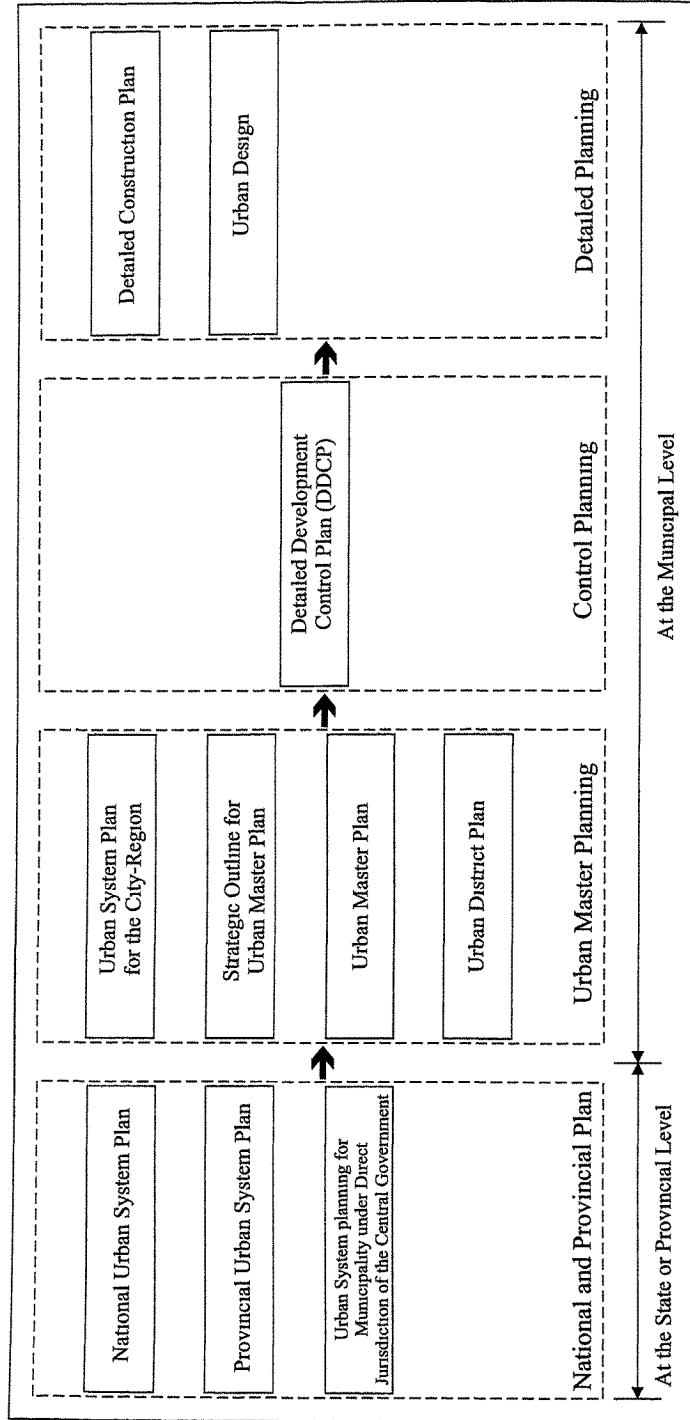 National Urban System Plan
Provincial Urban System Plan
Urban System planning for
Municipality under Direct
Jurisdiction of the Central Government
National and Provincial Plan
Urban System Plan
for the City-Region
Strategic Outline for
Urban Master Plan
Urban Master Plan
Urban District Plan
Urban Master Planning
Detailed Development
Control Plan (DDCP)
Control Planning
Detailed Construction Plan
Urban Design
Detailed Planning
At the State or Provincial Level
At the Municipal Level